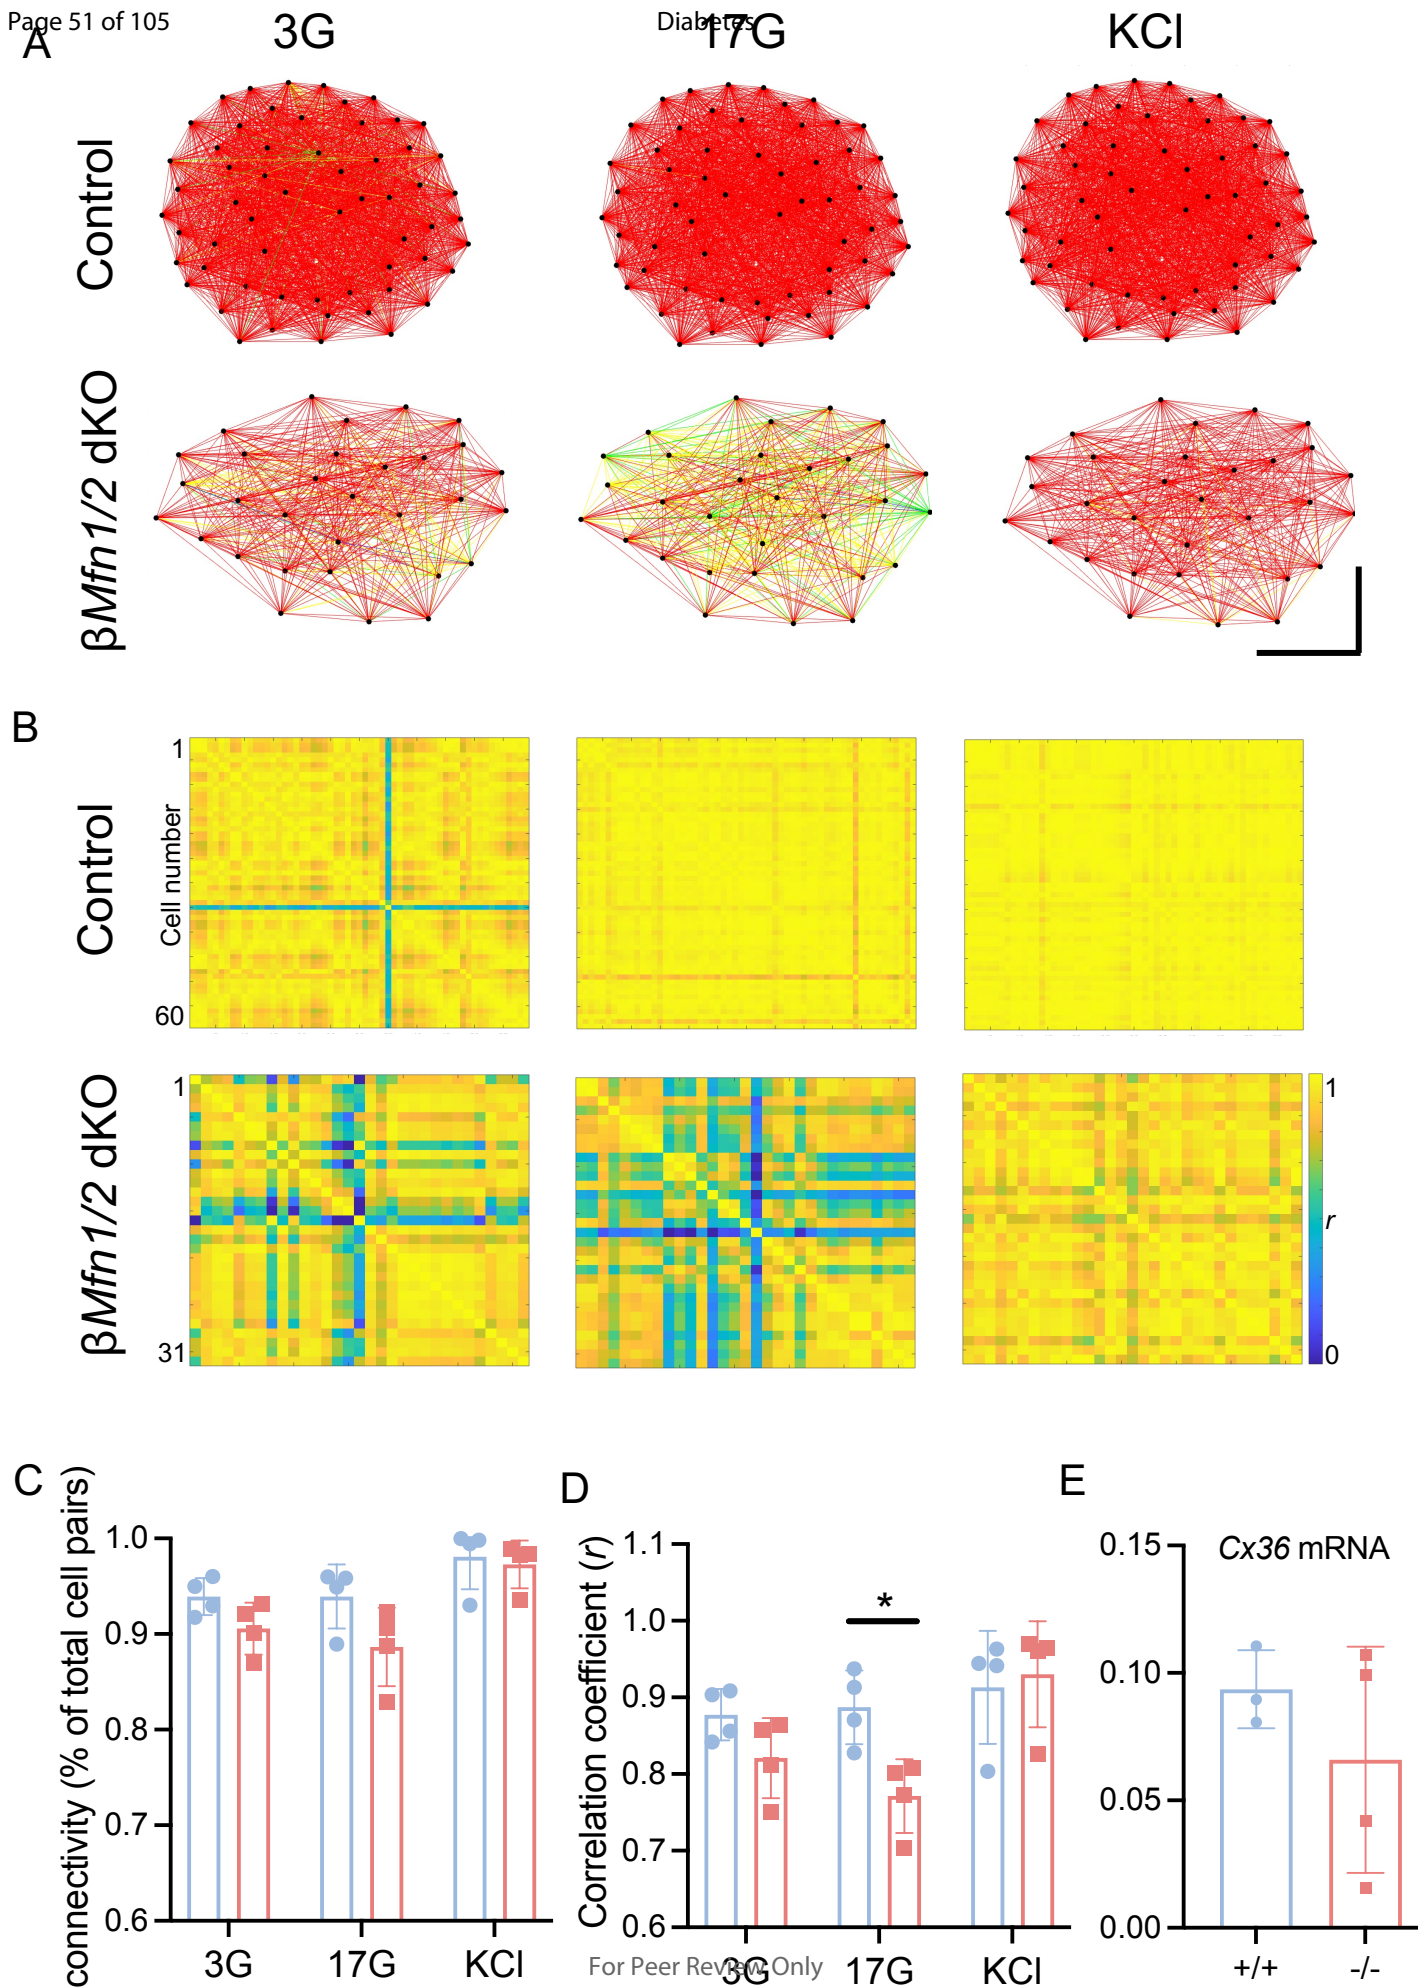 Page 51 of 105
Diabetes
A
3G
17G
KCl
Control
βMfn1/2 dKO
B
Control
Cell number
1
60
βMfn1/2 dKO
1
31
1
r
0
C
connectivity (% of total cell pairs)
1.0
0.9
0.8
0.7
0.6
3G
17G
KCl
D
Correlation coefficient (r)
1.1
1.0
0.9
0.8
0.7
0.6
*
3G
17G
KCl
E
Cx36 mRNA
0.15
0.10
0.05
0.00
+/+
-/-
For Peer Review Only